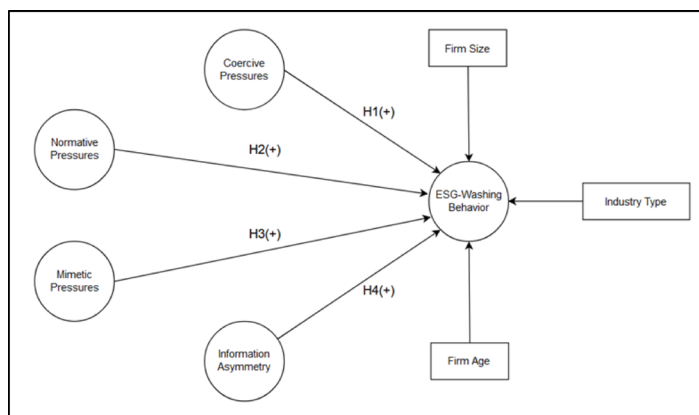 Coercive
Pressures
Firm Size
H1(+)
Normative
Pressures
H2(+)
ESG-Washing
Behavior
Industry Type
H3(+)
Mimetic
Pressures
H4(+)
Information
Asymmetry
Firm Age